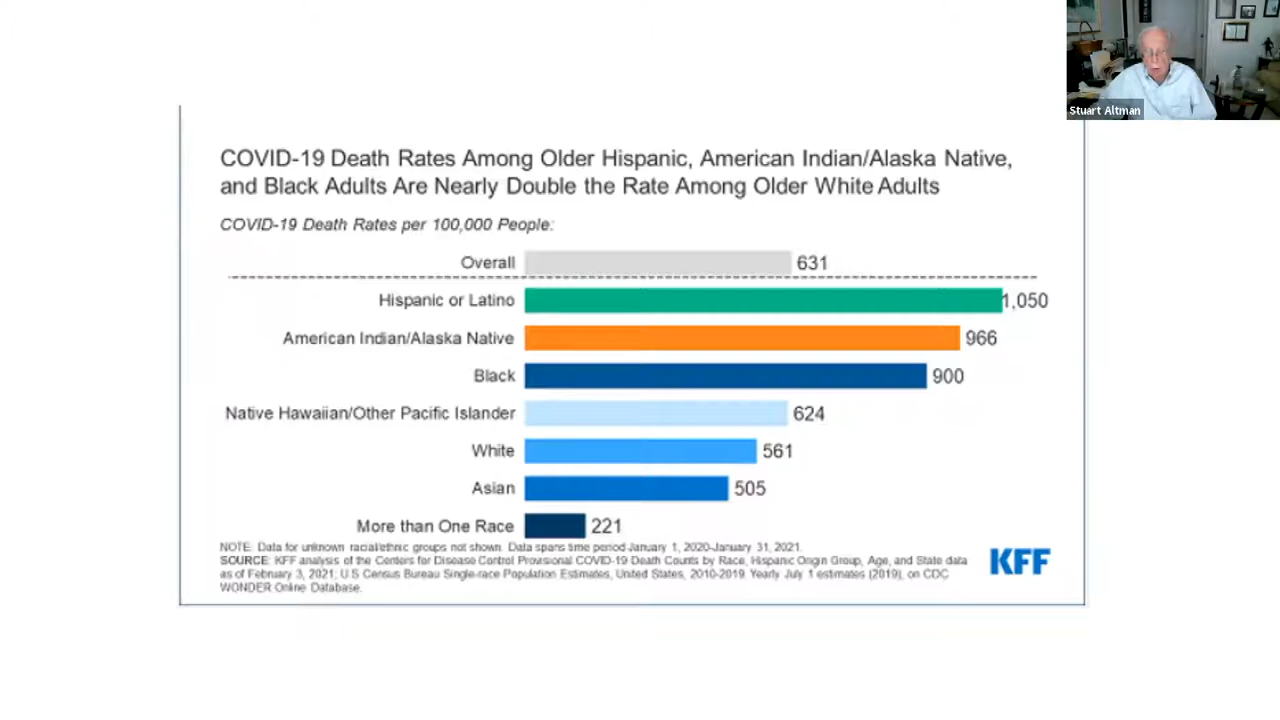 Stuart Altman
COVID-19 Death Rates Among Older Hispanic, American Indian/Alaska Native,
and Black Adults Are Nearly Double the Rate Among Older White Adults
COVID-19 Death Rates per 100,000 People:
Overall 631
Hispanic or Latino 1,050
American Indian/Alaska Native 966
Black 900
Native Hawaiian/Other Pacific Islander 624
White 561
Asian 505
More than One Race 221
NOTE: Data for unknown racial/ethnic groups not shown. Data spans time period January 1, 2020-January 31, 2021.
SOURCE: KFF analysis of the Centers for Disease Control Provisional COVID-19 Death Counts by Race, Hispanic Origin Group, Age, and State data
as of February 3, 2021; U.S Census Bureau Single-race Population Estimates, United States, 2010-2019. Yearly July 1 estimates (2019), on CDC
WONDER Online Database.
KFF